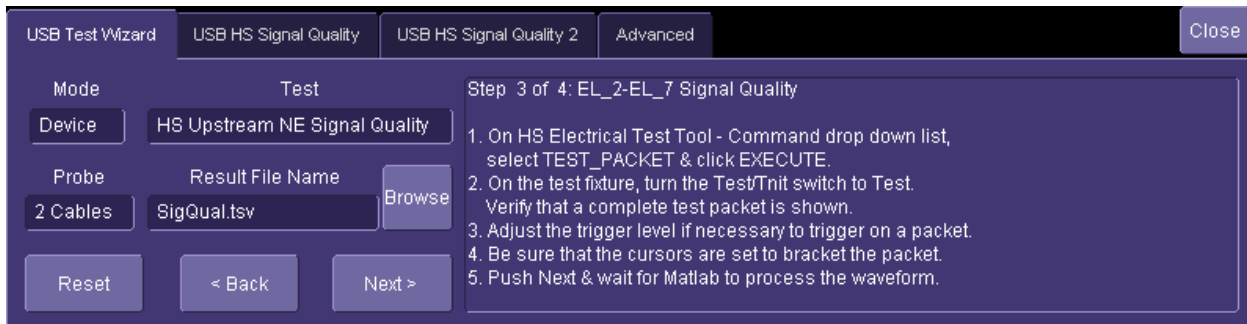 USB Test Wizard USB HS Signal Quality USB HS Signal Quality 2 Advanced Close
Mode Test
Device HS Upstream NE Signal Quality
Probe Result File Name
2 Cables SigQual.tsv Browse
Reset < Back Next >
Step 3 of 4: EL_2-EL_7 Signal Quality
1. On HS Electrical Test Tool - Command drop down list,
select TEST_PACKET & click EXECUTE.
2. On the test fixture, turn the Test/Tnit switch to Test.
Verify that a complete test packet is shown.
3. Adjust the trigger level if necessary to trigger on a packet.
4. Be sure that the cursors are set to bracket the packet.
5. Push Next & wait for Matlab to process the waveform.